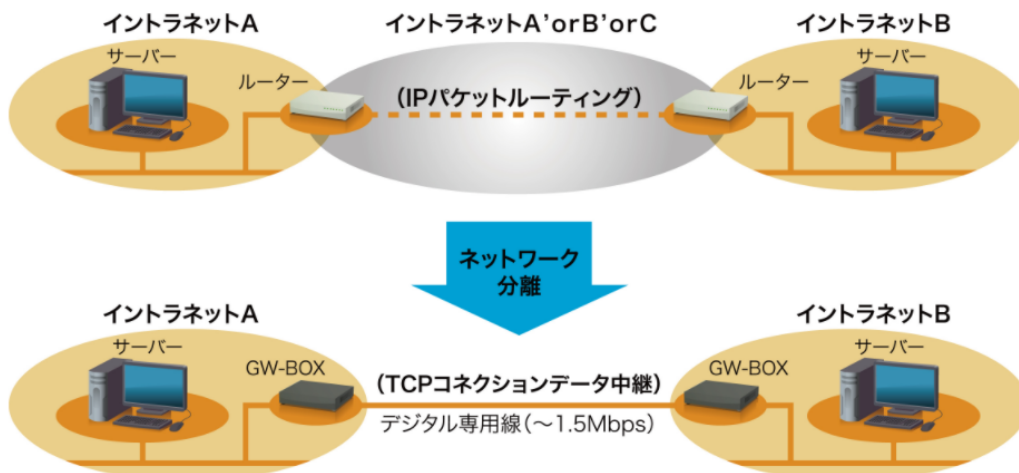 イントラネットA
イントラネットA’orB’orC
イントラネットB
サーバー
ルーター
（IPパケットルーティング）
ルーター
サーバー
ネットワーク
分離
イントラネットA
イントラネットB
サーバー
GW-BOX
（TCPコネクションデータ中継）
デジタル専用線（～1.5Mbps）
GW-BOX
サーバー